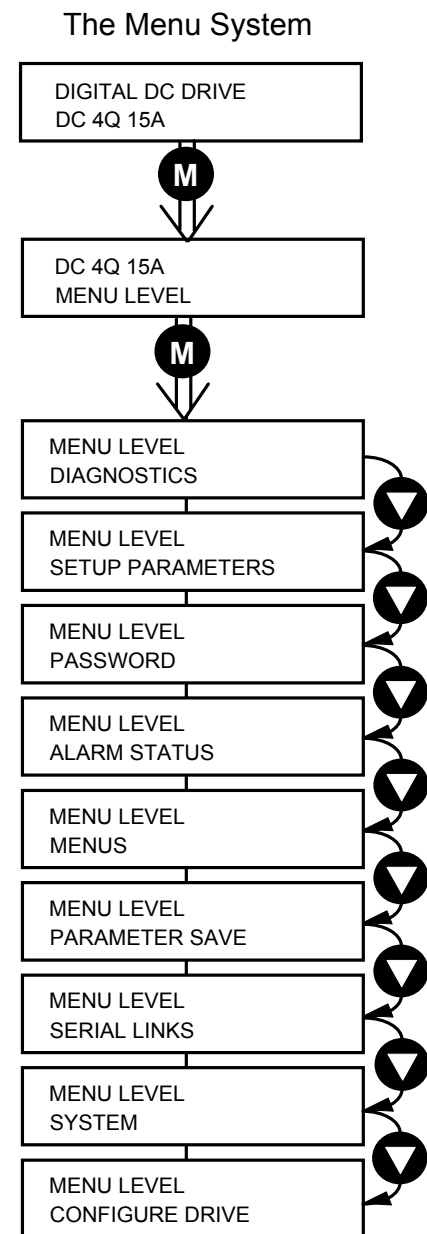 The Menu System
DIGITAL DC DRIVE
DC 4Q 15A
M
DC 4Q 15A
MENU LEVEL
M
MENU LEVEL
DIAGNOSTICS
MENU LEVEL
SETUP PARAMETERS
MENU LEVEL
PASSWORD
MENU LEVEL
ALARM STATUS
MENU LEVEL
MENUS
MENU LEVEL
PARAMETER SAVE
MENU LEVEL
SERIAL LINKS
MENU LEVEL
SYSTEM
MENU LEVEL
CONFIGURE DRIVE